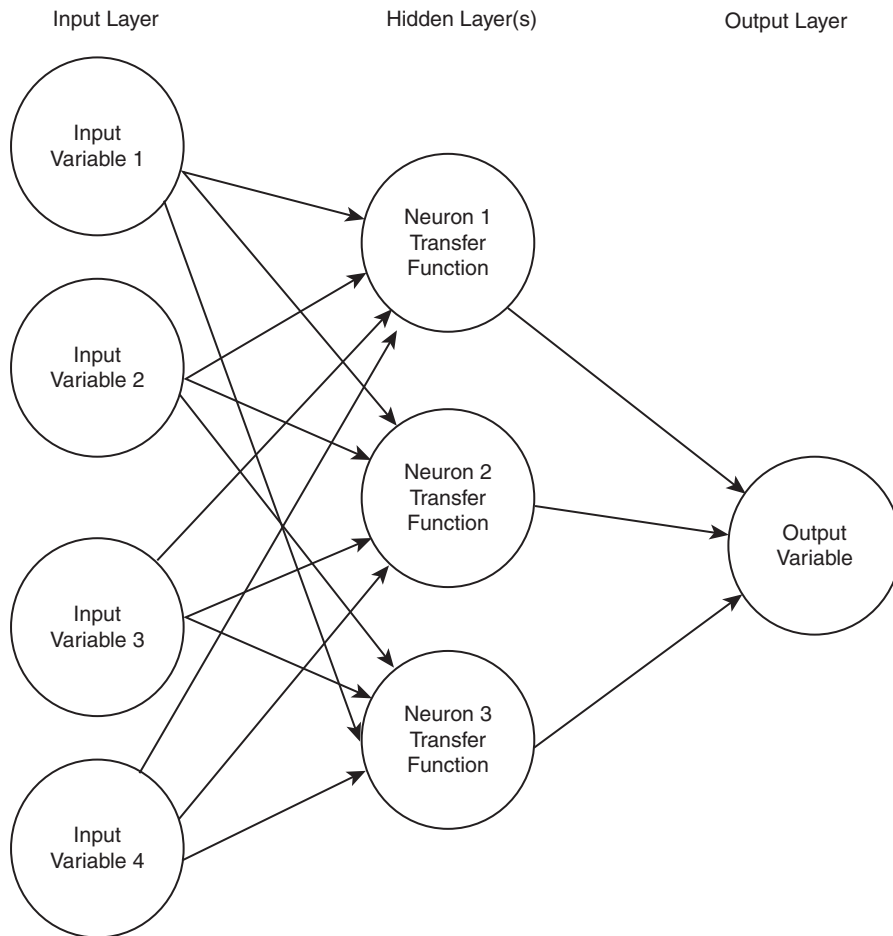 Input Layer
Hidden Layer(s)
Output Layer
Input
Variable 1
Input
Variable 2
Input
Variable 3
Input
Variable 4
Neuron 1
Transfer
Function
Neuron 2
Transfer
Function
Neuron 3
Transfer
Function
Output
Variable